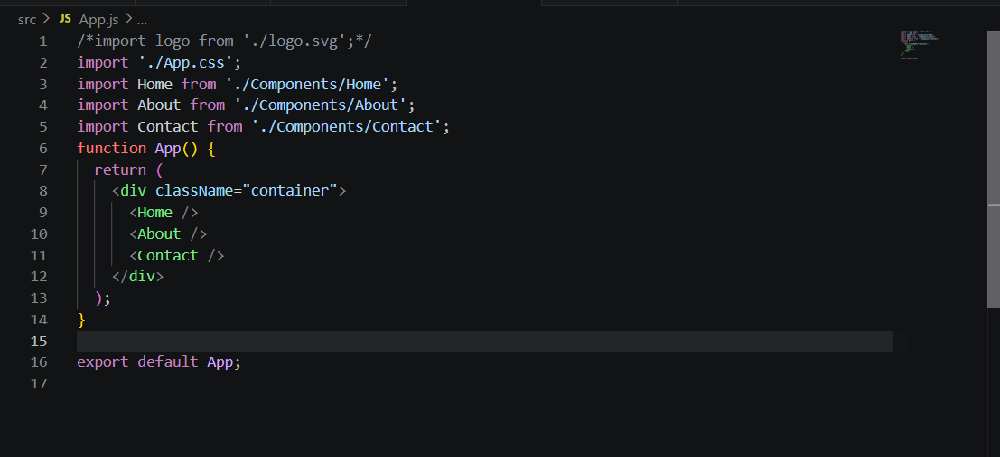 src > JS App.js > ...
1 /*import logo from './logo.svg';*/
2 import './App.css';
3 import Home from './Components/Home';
4 import About from './Components/About';
5 import Contact from './Components/Contact';
6 function App() {
7 return (
8 <div className="container">
9 <Home />
10 <About />
11 <Contact />
12 </div>
13 );
14 }
15
16 export default App;
17